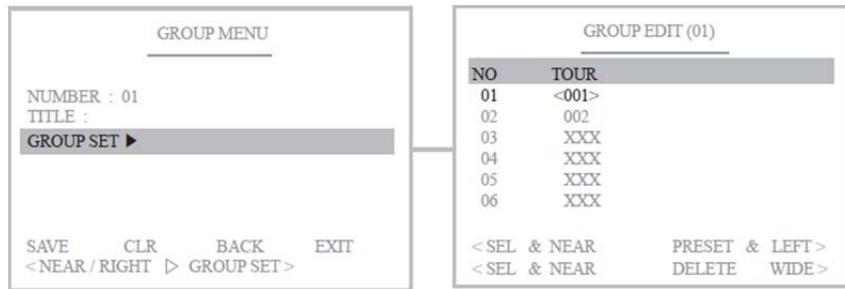 GROUP MENU
NUMBER : 01
TITLE :
GROUP SET ▶
SAVE CLR BACK EXIT
< NEAR / RIGHT ▷ GROUP SET >
GROUP EDIT (01)
NO TOUR
01 <001>
02 002
03 XXX
04 XXX
05 XXX
06 XXX
< SEL & NEAR PRESET & LEFT >
< SEL & NEAR DELETE WIDE >